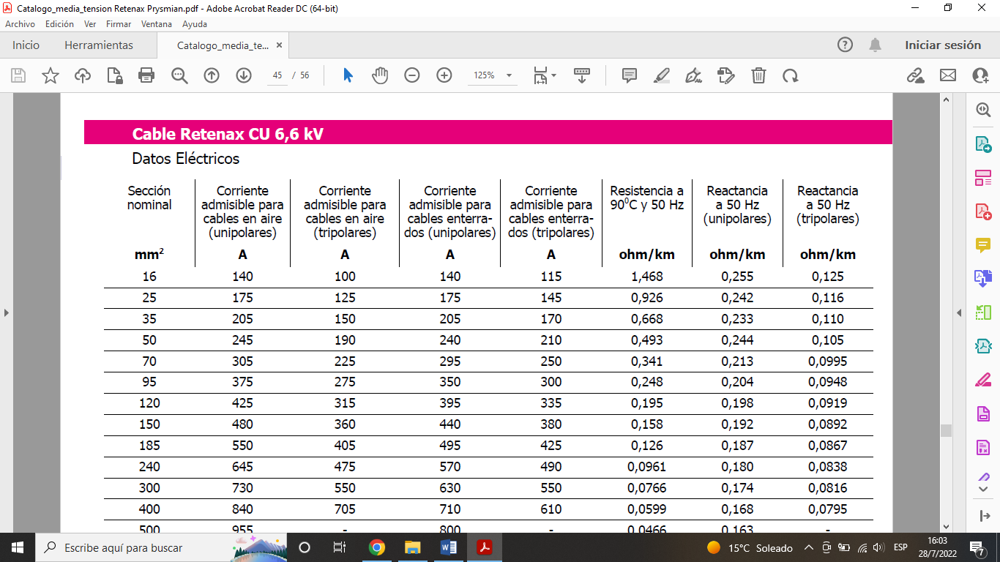 Catalogo_media_tension Retenax Prysmian.pdf - Adobe Acrobat Reader DC (64-bit)
Archivo Edición Ver Firmar Ventana Ayuda
Inicio Herramientas Catalogo_media_te... × Iniciar sesión
45 / 56 125%
Cable Retenax CU 6,6 kV
Datos Eléctricos
Sección nominal
Corriente admisible para cables en aire (unipolares)
Corriente admisible para cables en aire (tripolares)
Corriente admisible para cables enterra-dos (unipolares)
Corriente admisible para cables enterra-dos (tripolares)
Resistencia a 90⁰C y 50 Hz
Reactancia a 50 Hz (unipolares)
Reactancia a 50 Hz (tripolares)
mm² A A A A ohm/km ohm/km ohm/km
16 140 100 140 115 1,468 0,255 0,125
25 175 125 175 145 0,926 0,242 0,116
35 205 150 205 170 0,668 0,233 0,110
50 245 190 240 210 0,493 0,244 0,105
70 305 225 295 250 0,341 0,213 0,0995
95 375 275 350 300 0,248 0,204 0,0948
120 425 315 395 335 0,195 0,198 0,0919
150 480 360 440 380 0,158 0,192 0,0892
185 550 405 495 425 0,126 0,187 0,0867
240 645 475 570 490 0,0961 0,180 0,0838
300 730 550 630 550 0,0766 0,174 0,0816
400 840 705 710 610 0,0599 0,168 0,0795
500 955 - 800 - 0,0466 0,163 -
Escribe aquí para buscar
15°C Soleado ESP
16:03
28/7/2022
7